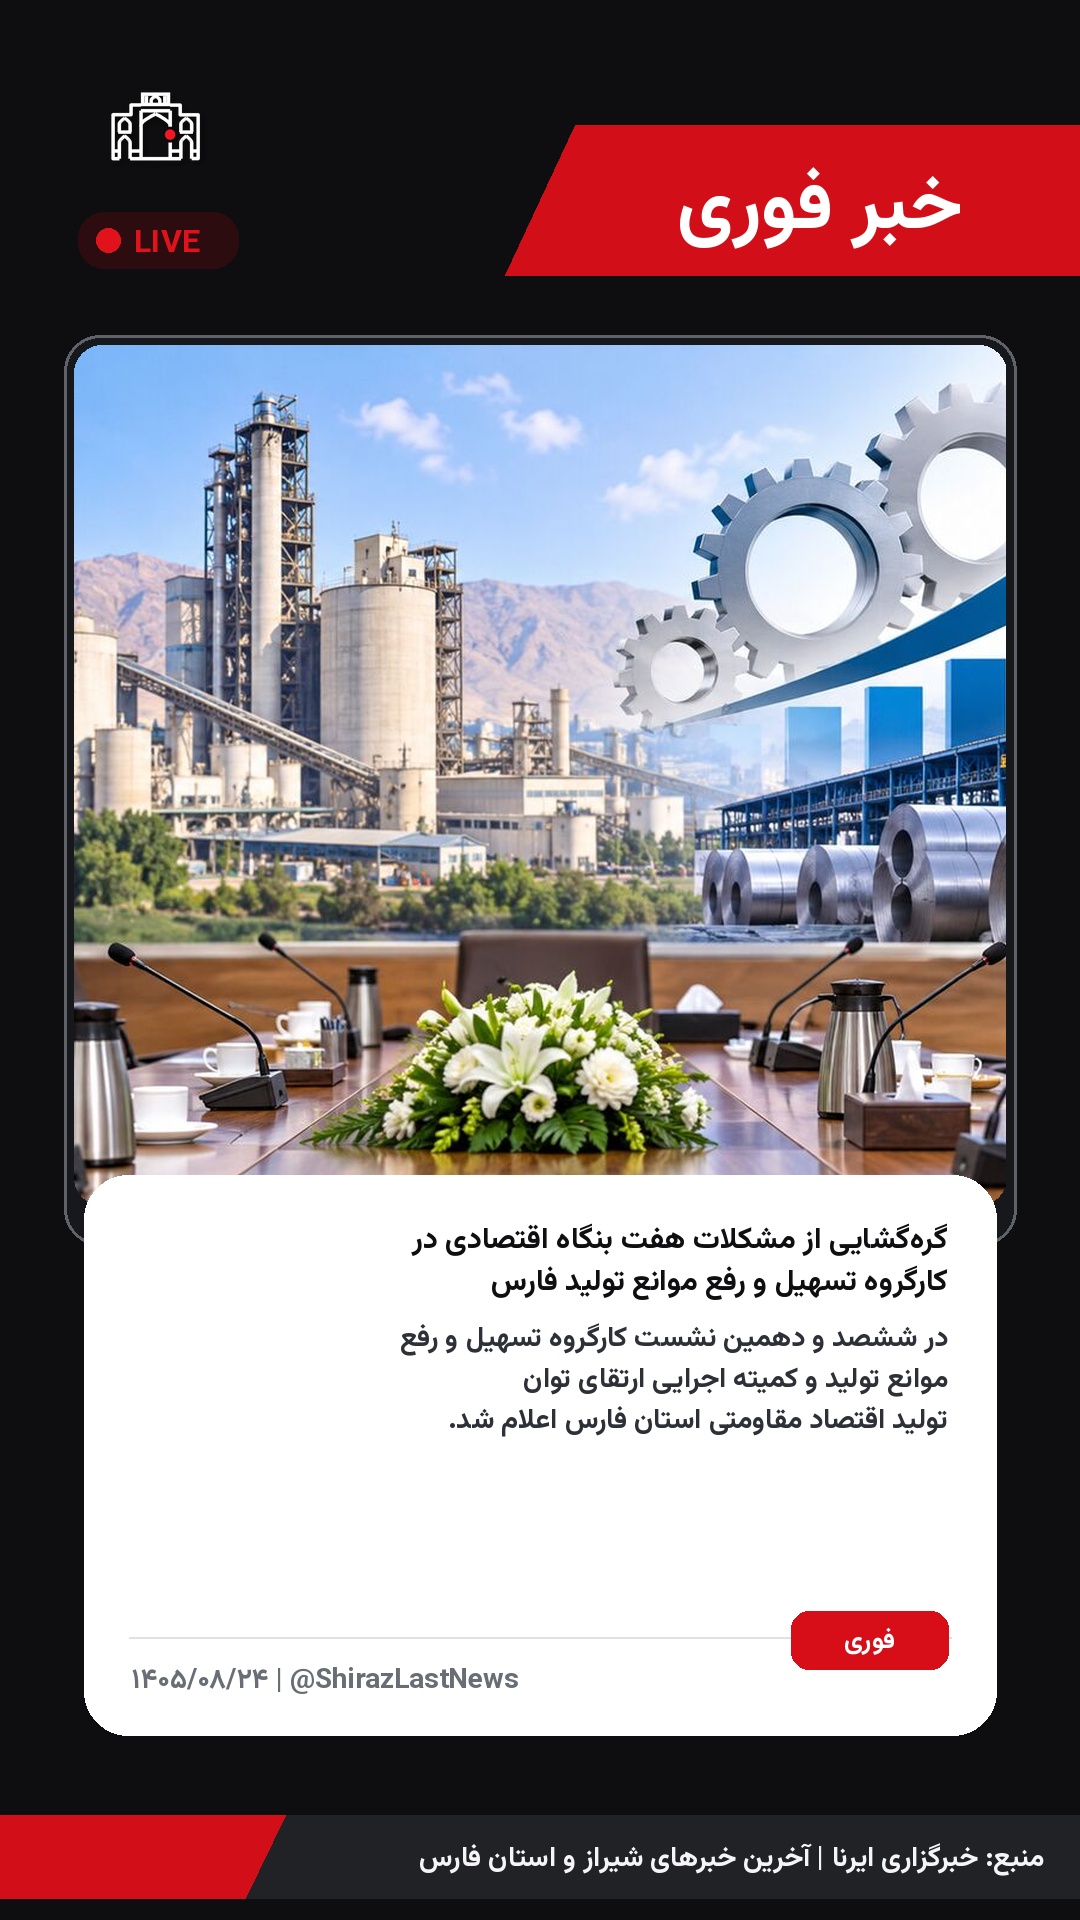 خبر فوری
LIVE
گره‌گشایی از مشکلات هفت بنگاه اقتصادی در
کارگروه تسهیل و رفع موانع تولید فارس
در ششصد و دهمین نشست کارگروه تسهیل و رفع
موانع تولید و کمیته اجرایی ارتقای توان
تولید اقتصاد مقاومتی استان فارس اعلام شد.
فوری
۱۴۰۵/۰۸/۲۴ | @ShirazLastNews
منبع: خبرگزاری ایرنا | آخرین خبرهای شیراز و استان فارس